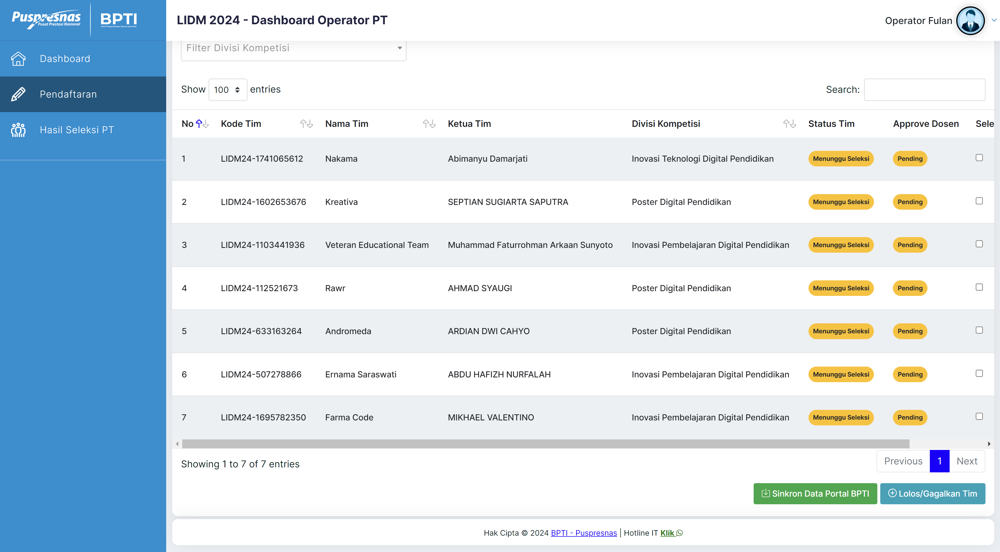 Puspresnas
Pusat Prestasi Nasional
BPTI
Balai Pengembangan Talenta Indonesia
LIDM 2024 - Dashboard Operator PT
Operator Fulan
Dashboard
Pendaftaran
Hasil Seleksi PT
Filter Divisi Kompetisi
Show 100 entries
Search:
No Kode Tim Nama Tim Ketua Tim Divisi Kompetisi Status Tim Approve Dosen Sele
1 LIDM24-1741065612 Nakama Abimanyu Damarjati Inovasi Teknologi Digital Pendidikan Menunggu Seleksi Pending
2 LIDM24-1602653676 Kreativa SEPTIAN SUGIARTA SAPUTRA Poster Digital Pendidikan Menunggu Seleksi Pending
3 LIDM24-1103441936 Veteran Educational Team Muhammad Faturrohman Arkaan Sunyoto Inovasi Pembelajaran Digital Pendidikan Menunggu Seleksi Pending
4 LIDM24-112521673 Rawr AHMAD SYAUGI Poster Digital Pendidikan Menunggu Seleksi Pending
5 LIDM24-633163264 Andromeda ARDIAN DWI CAHYO Poster Digital Pendidikan Menunggu Seleksi Pending
6 LIDM24-507278866 Ernama Saraswati ABDU HAFIZH NURFALAH Inovasi Pembelajaran Digital Pendidikan Menunggu Seleksi Pending
7 LIDM24-1695782350 Farma Code MIKHAEL VALENTINO Inovasi Pembelajaran Digital Pendidikan Menunggu Seleksi Pending
Showing 1 to 7 of 7 entries
Previous 1 Next
Sinkron Data Portal BPTI
Lolos/Gagalkan Tim
Hak Cipta © 2024 BPTI - Puspresnas | Hotline IT Klik